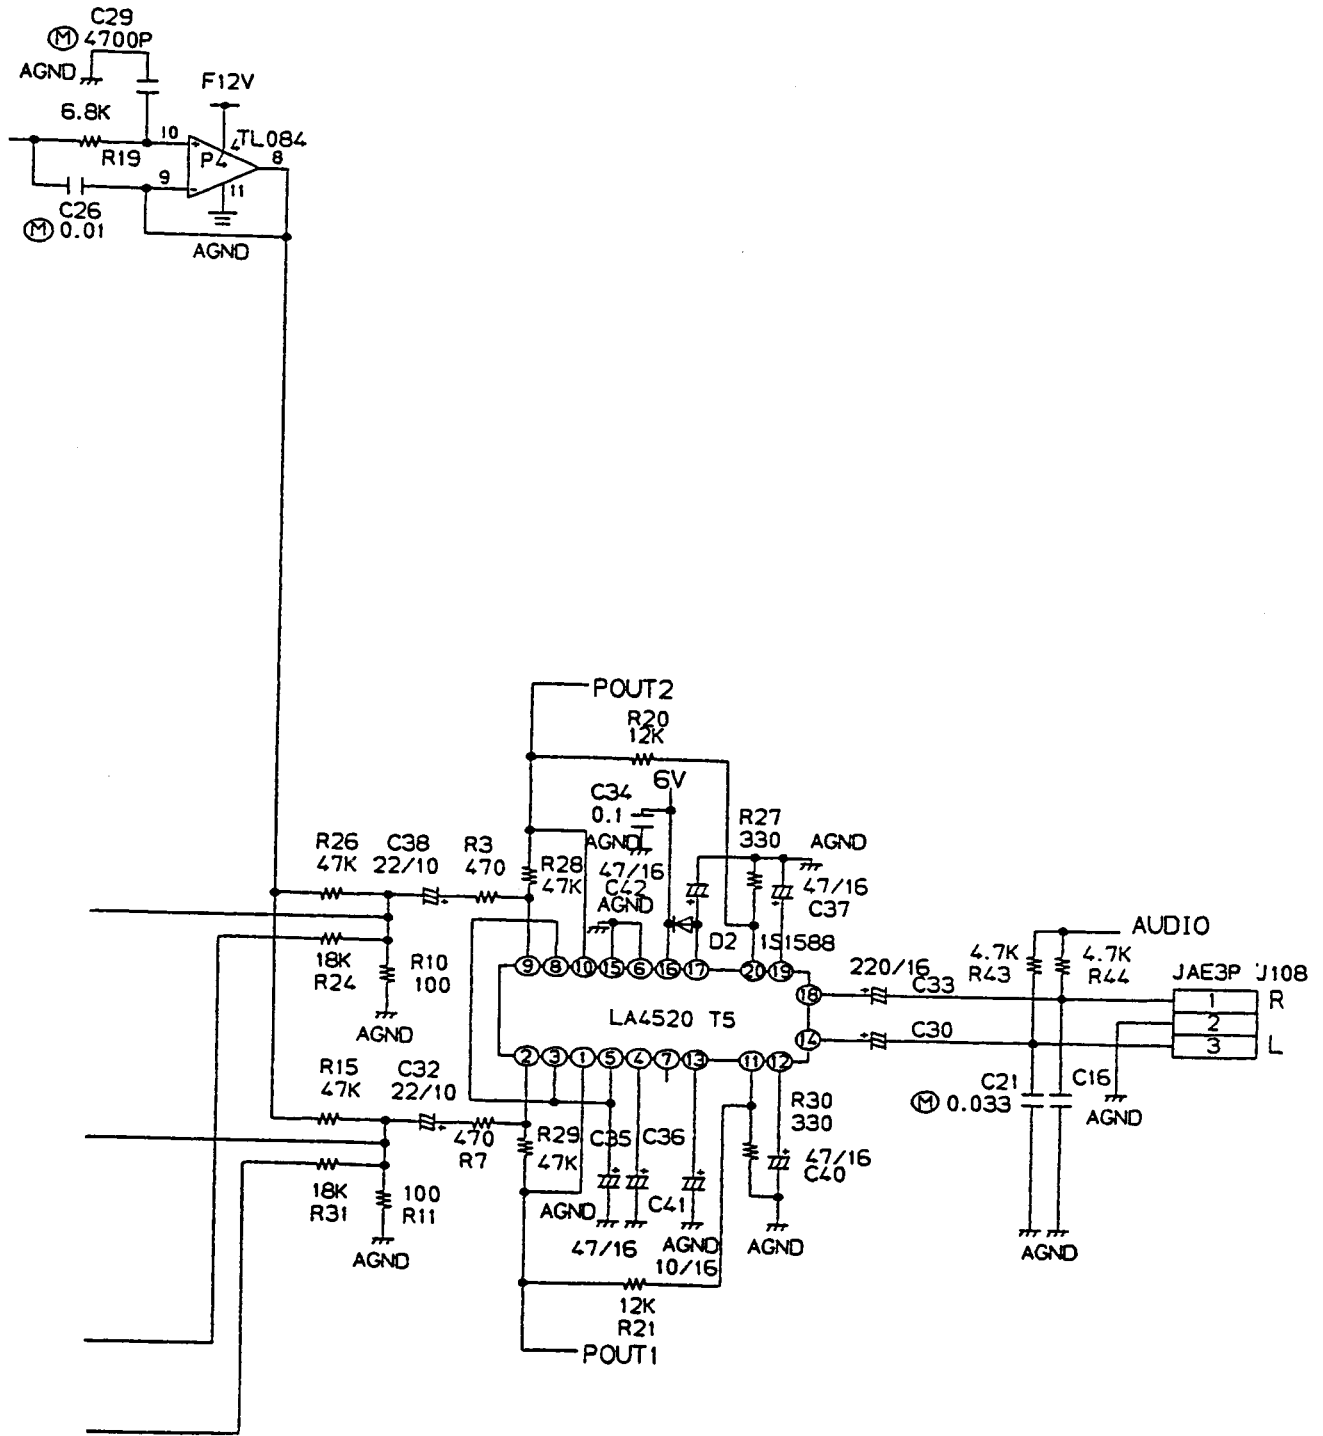 C29
Ⓜ 4700P
AGND
F12V
6.8K
10
4
TL084
R19
P4
8
9
11
C26
Ⓜ 0.01
AGND
POUT2
R20
12K
6V
C34
0.1
R27
330
AGND
R26
47K
C38
22/10
R3
470
AGND
R28
47K
47/16
C42
AGND
47/16
C37
D2
1S1588
AUDIO
18K
R24
R10
100
9 8 10 15 6 16 17 20 19
220/16
C33
4.7K
R43
4.7K
R44
JAE3P J108
18
1
R
AGND
LA4520 T5
2
14
C30
3
L
2 3 1 5 4 7 13 11 12
R15
47K
C32
22/10
C21
Ⓜ 0.033
C16
AGND
R30
330
470
R7
R29
47K
C35
C36
47/16
C40
18K
R31
100
R11
AGND
C41
AGND
47/16
AGND
10/16
AGND
AGND
12K
R21
POUT1